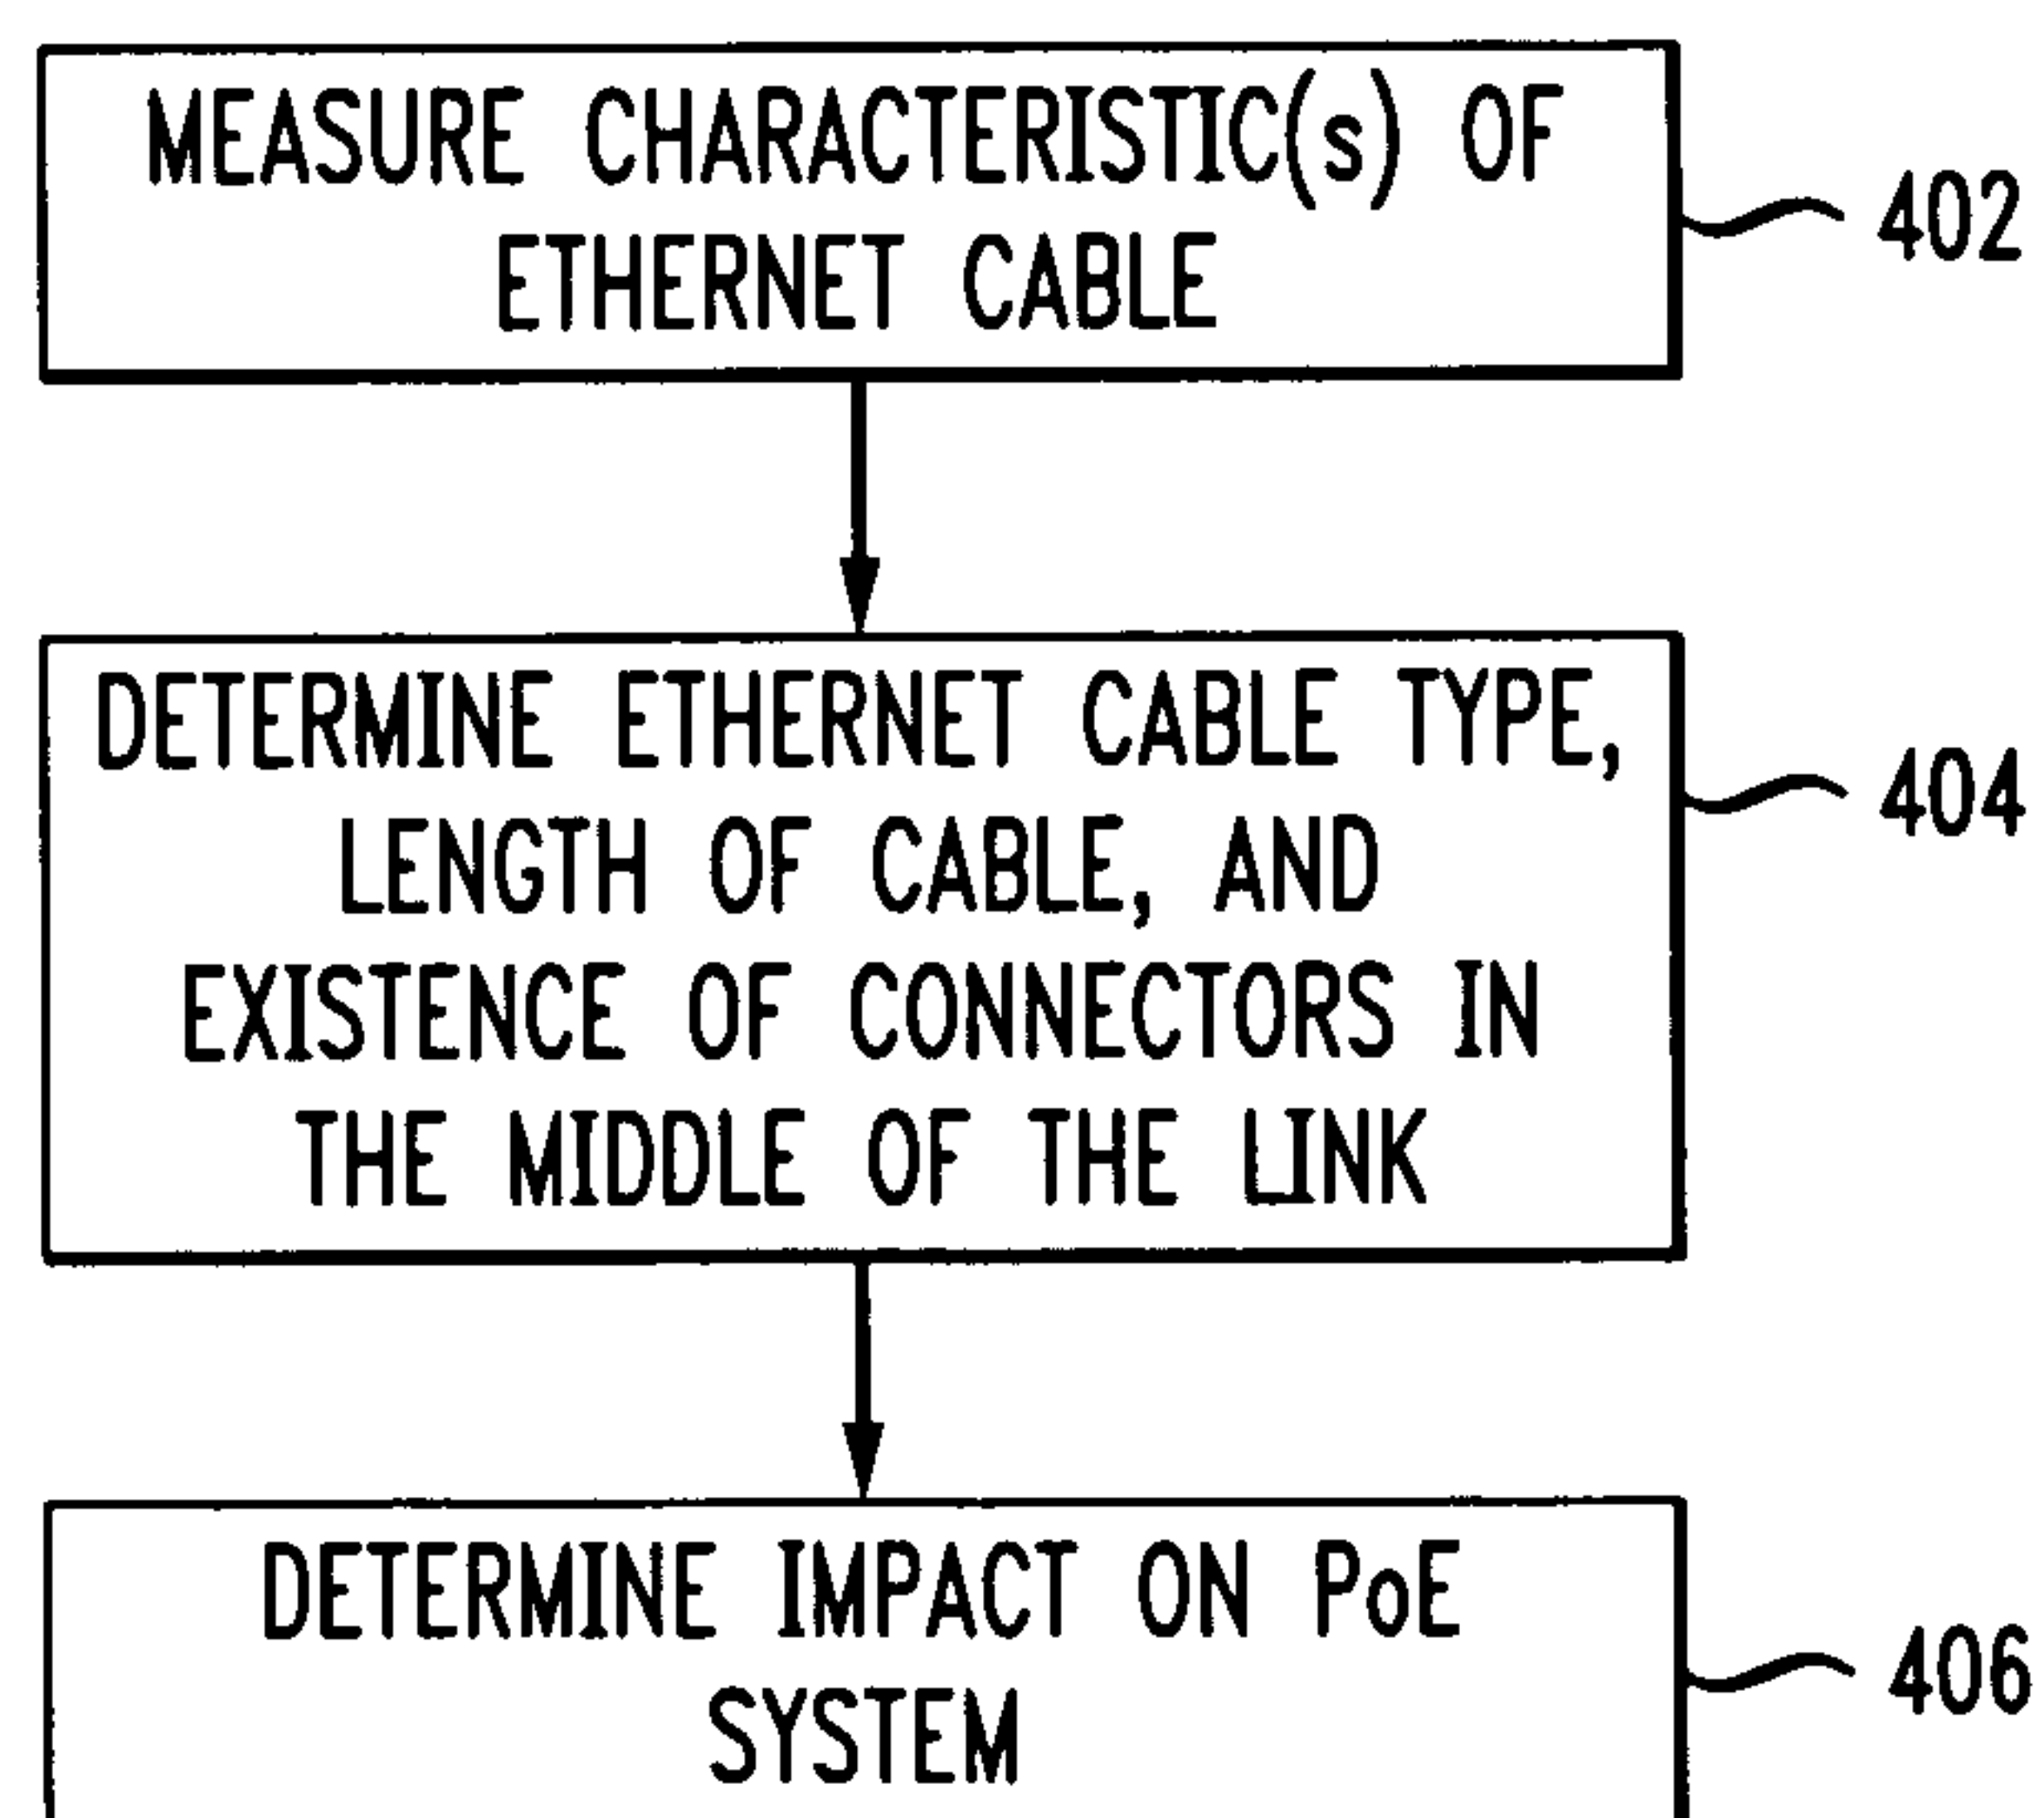 MEASURE CHARACTERISTIC(s) OF
ETHERNET CABLE
402
DETERMINE ETHERNET CABLE TYPE,
LENGTH OF CABLE, AND
EXISTENCE OF CONNECTORS IN
THE MIDDLE OF THE LINK
404
DETERMINE IMPACT ON PoE
SYSTEM
406